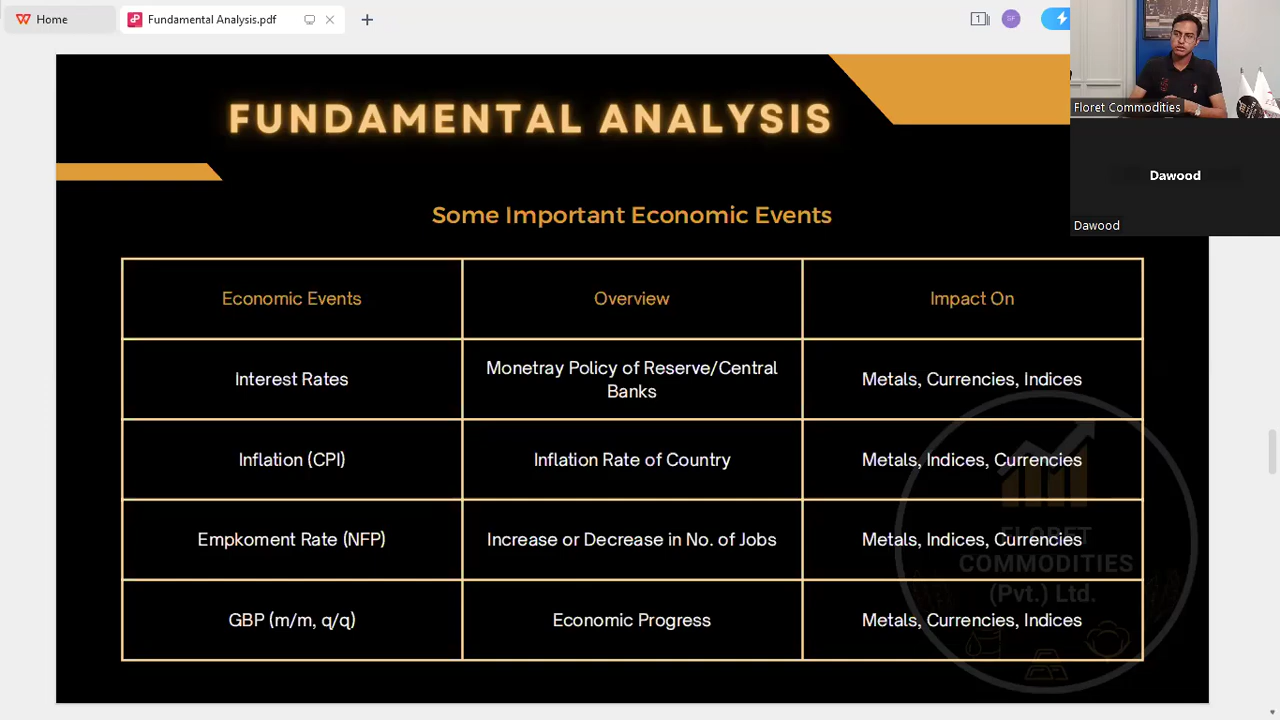 Home
Fundamental Analysis.pdf
1
GF
Floret Commodities
Dawood
Dawood
FUNDAMENTAL ANALYSIS
Some Important Economic Events
Economic Events
Overview
Impact On
Interest Rates
Monetray Policy of Reserve/Central
Banks
Metals, Currencies, Indices
Inflation (CPI)
Inflation Rate of Country
Metals, Indices, Currencies
Empkoment Rate (NFP)
Increase or Decrease in No. of Jobs
Metals, Indices, Currencies
GBP (m/m, q/q)
Economic Progress
Metals, Currencies, Indices
FLORET
COMMODITIES
(Pvt.) Ltd.